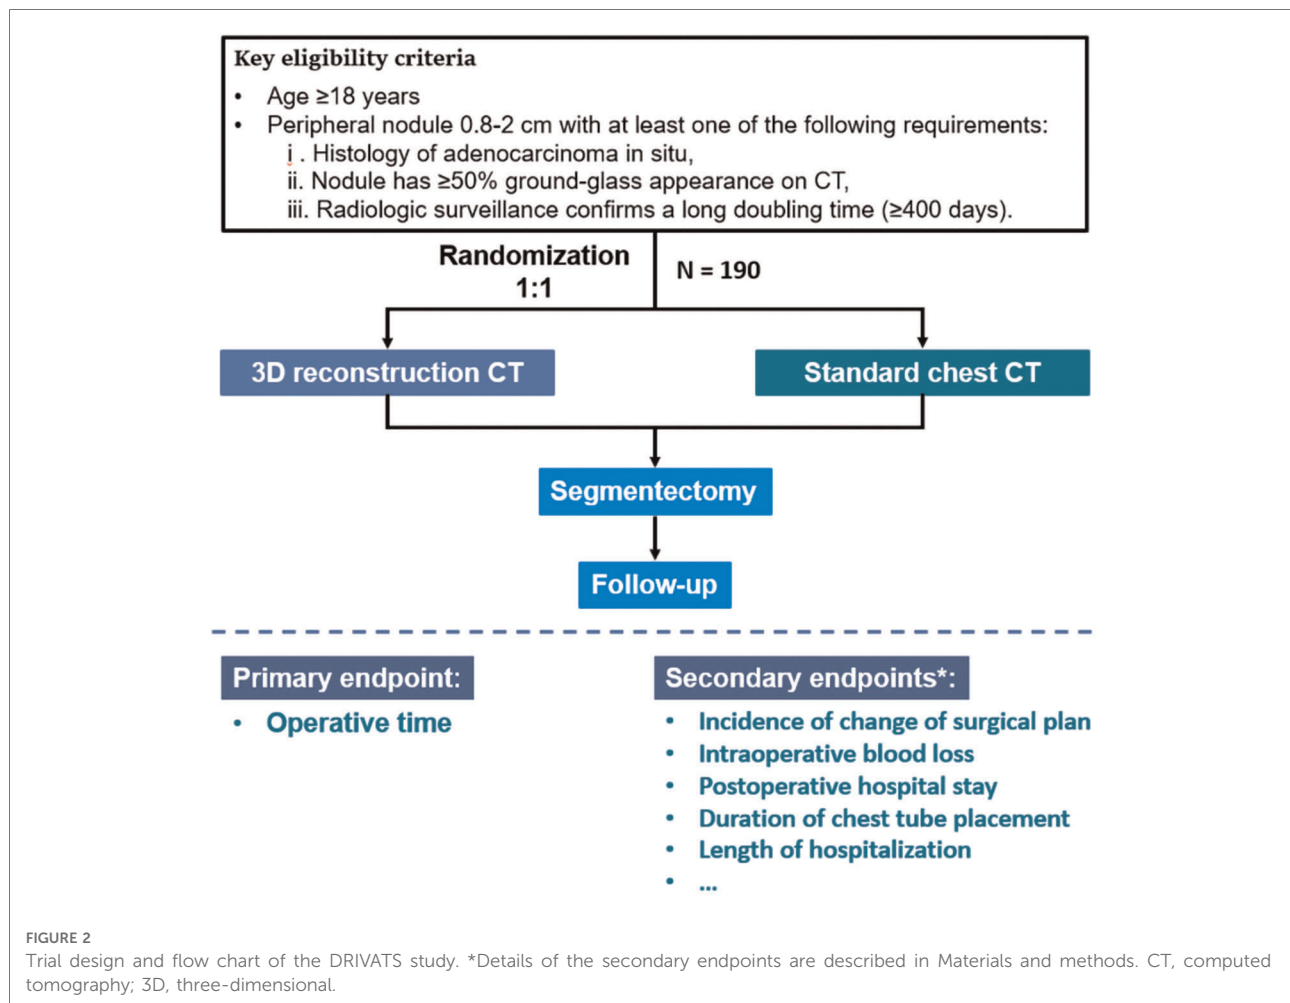 Key eligibility criteria
• Age ≥18 years
• Peripheral nodule 0.8-2 cm with at least one of the following requirements:
i . Histology of adenocarcinoma in situ,
ii. Nodule has ≥50% ground-glass appearance on CT,
iii. Radiologic surveillance confirms a long doubling time (≥400 days).
Randomization
1:1
N = 190
3D reconstruction CT
Standard chest CT
Segmentectomy
Follow-up
Primary endpoint:
• Operative time
Secondary endpoints*:
• Incidence of change of surgical plan
• Intraoperative blood loss
• Postoperative hospital stay
• Duration of chest tube placement
• Length of hospitalization
• ...
FIGURE 2
Trial design and flow chart of the DRIVATS study. *Details of the secondary endpoints are described in Materials and methods. CT, computed
tomography; 3D, three-dimensional.